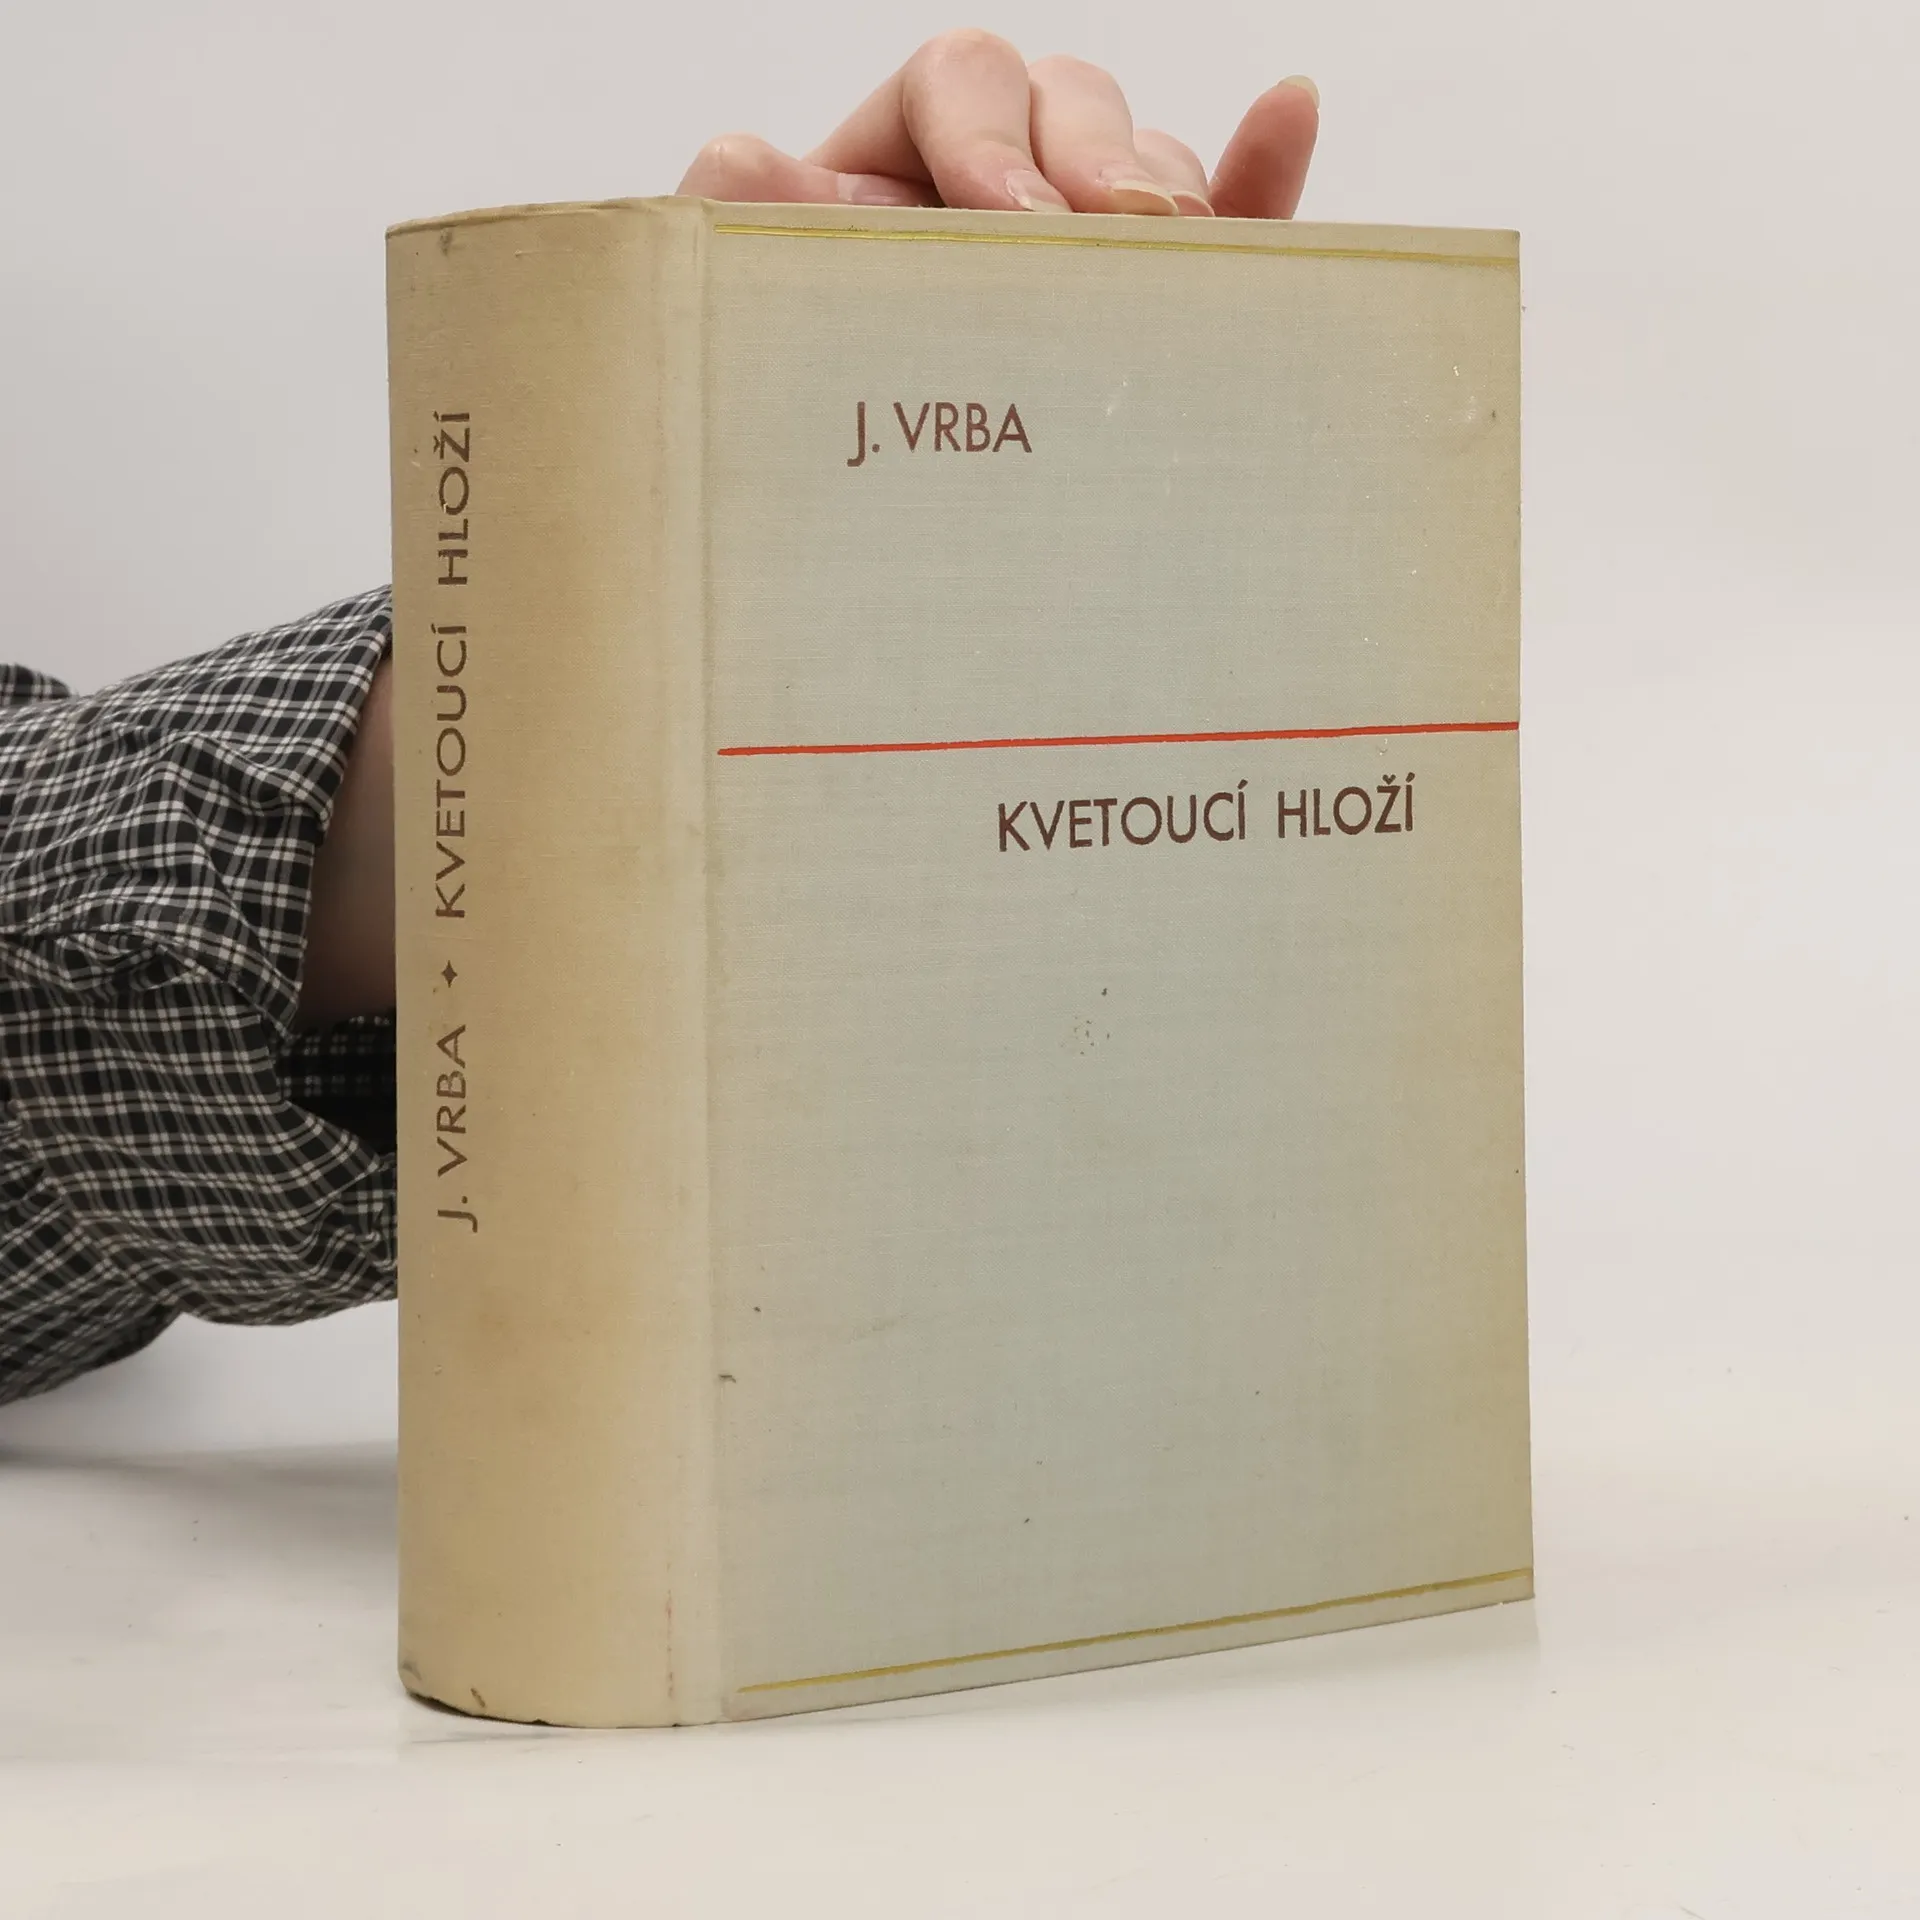 J. VRBA
KVETOUCÍ HLOŽÍ
J. VRBA ✦ KVETOUCÍ HLOŽÍ